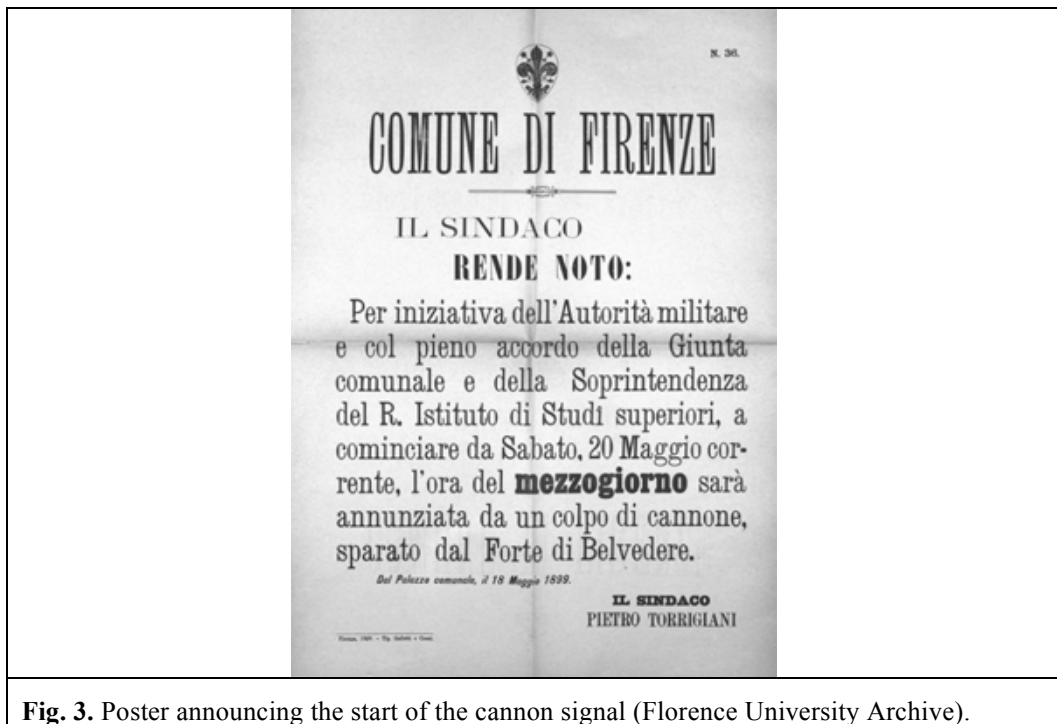 N. 36.
COMUNE DI FIRENZE
IL SINDACO
RENDE NOTO:
Per iniziativa dell'Autorità militare
e col pieno accordo della Giunta
comunale e della Soprintendenza
del R. Istituto di Studi superiori, a
cominciare da Sabato, 20 Maggio cor-
rente, l'ora del mezzogiorno sarà
annunziata da un colpo di cannone,
sparato dal Forte di Belvedere.
Dal Palazzo comunale, il 18 Maggio 1899.
IL SINDACO
PIETRO TORRIGIANI
Firenze, 1899. – Tip.
Fig. 3. Poster announcing the start of the cannon signal (Florence University Archive).